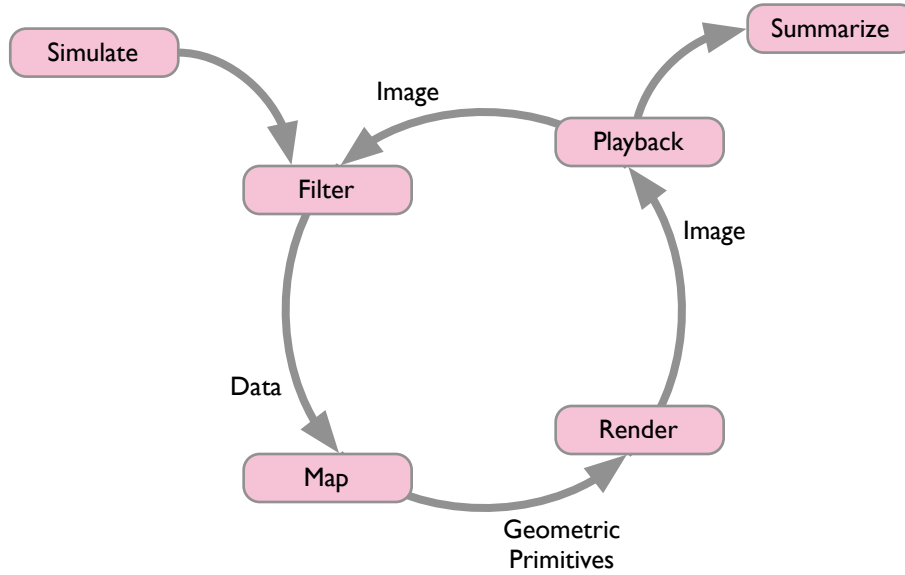 Summarize
Simulate
Image
Playback
Filter
Image
Data
Render
Map
Geometric
Primitives